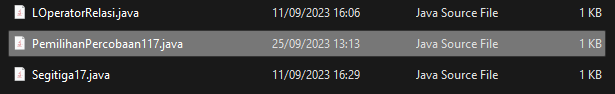 LOperatorRelasi.java 11/09/2023 16:06 Java Source File 1 KB
PemilihanPercobaan117.java 25/09/2023 13:13 Java Source File 1 KB
Segitiga17.java 11/09/2023 16:29 Java Source File 1 KB